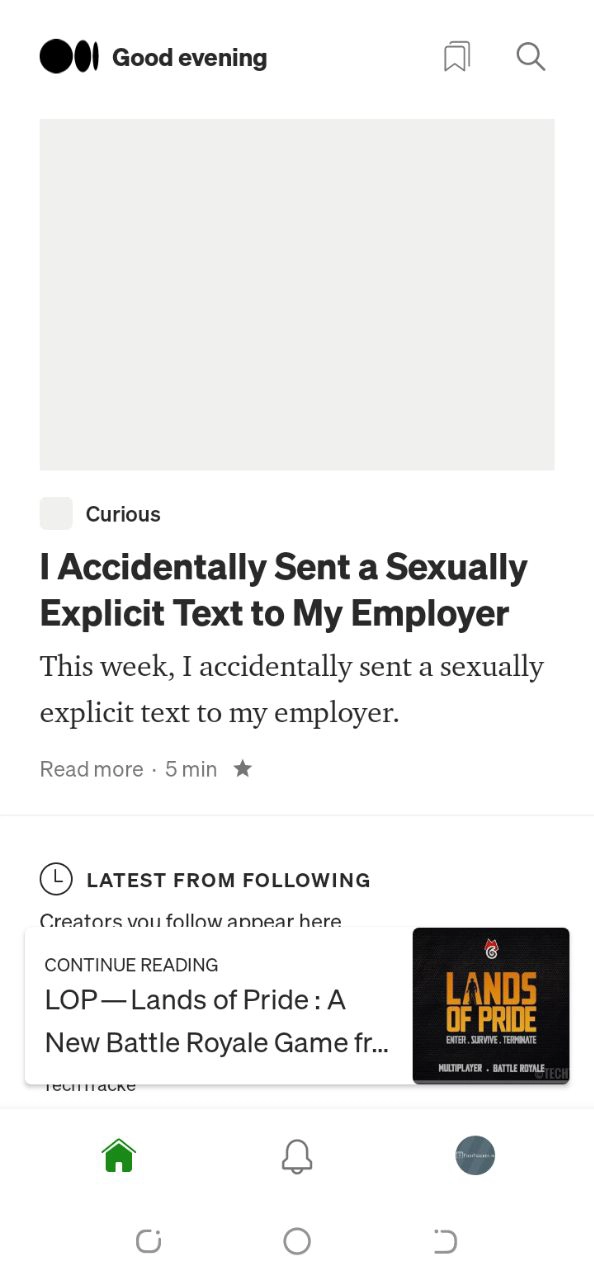 Good evening
Curious
I Accidentally Sent a Sexually
Explicit Text to My Employer
This week, I accidentally sent a sexually
explicit text to my employer.
Read more · 5 min
LATEST FROM FOLLOWING
Creators you follow appear here
CONTINUE READING
LOP — Lands of Pride : A
New Battle Royale Game fr...
LANDS
OF PRIDE
ENTER . SURVIVE . TERMINATE
MULTIPLAYER . BATTLE ROYALE
©TECH
TechTracke